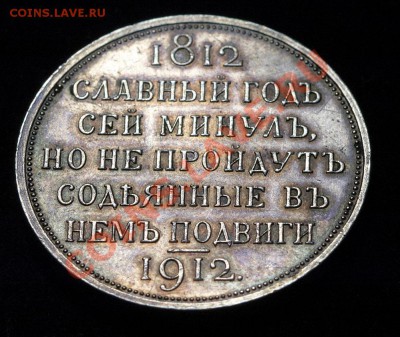 COINS.LAVE.RU
1812
СЛАВНЫЙ ГОДЪ
СЕЙ МИНУЛЪ,
НО НЕ ПРОЙДУТЪ
СОДѢЯННЫЕ ВЪ
НЕМЪ ПОДВИГИ
1912.